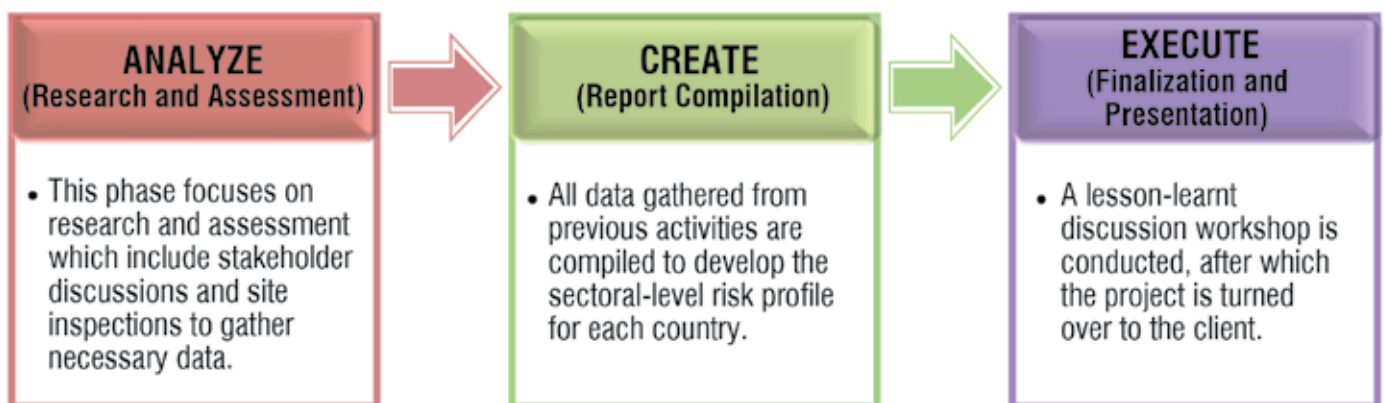 ANALYZE
(Research and Assessment)
• This phase focuses on
research and assessment
which include stakeholder
discussions and site
inspections to gather
necessary data.
CREATE
(Report Compilation)
• All data gathered from
previous activities are
compiled to develop the
sectoral-level risk profile
for each country.
EXECUTE
(Finalization and
Presentation)
• A lesson-learnt
discussion workshop is
conducted, after which
the project is turned
over to the client.